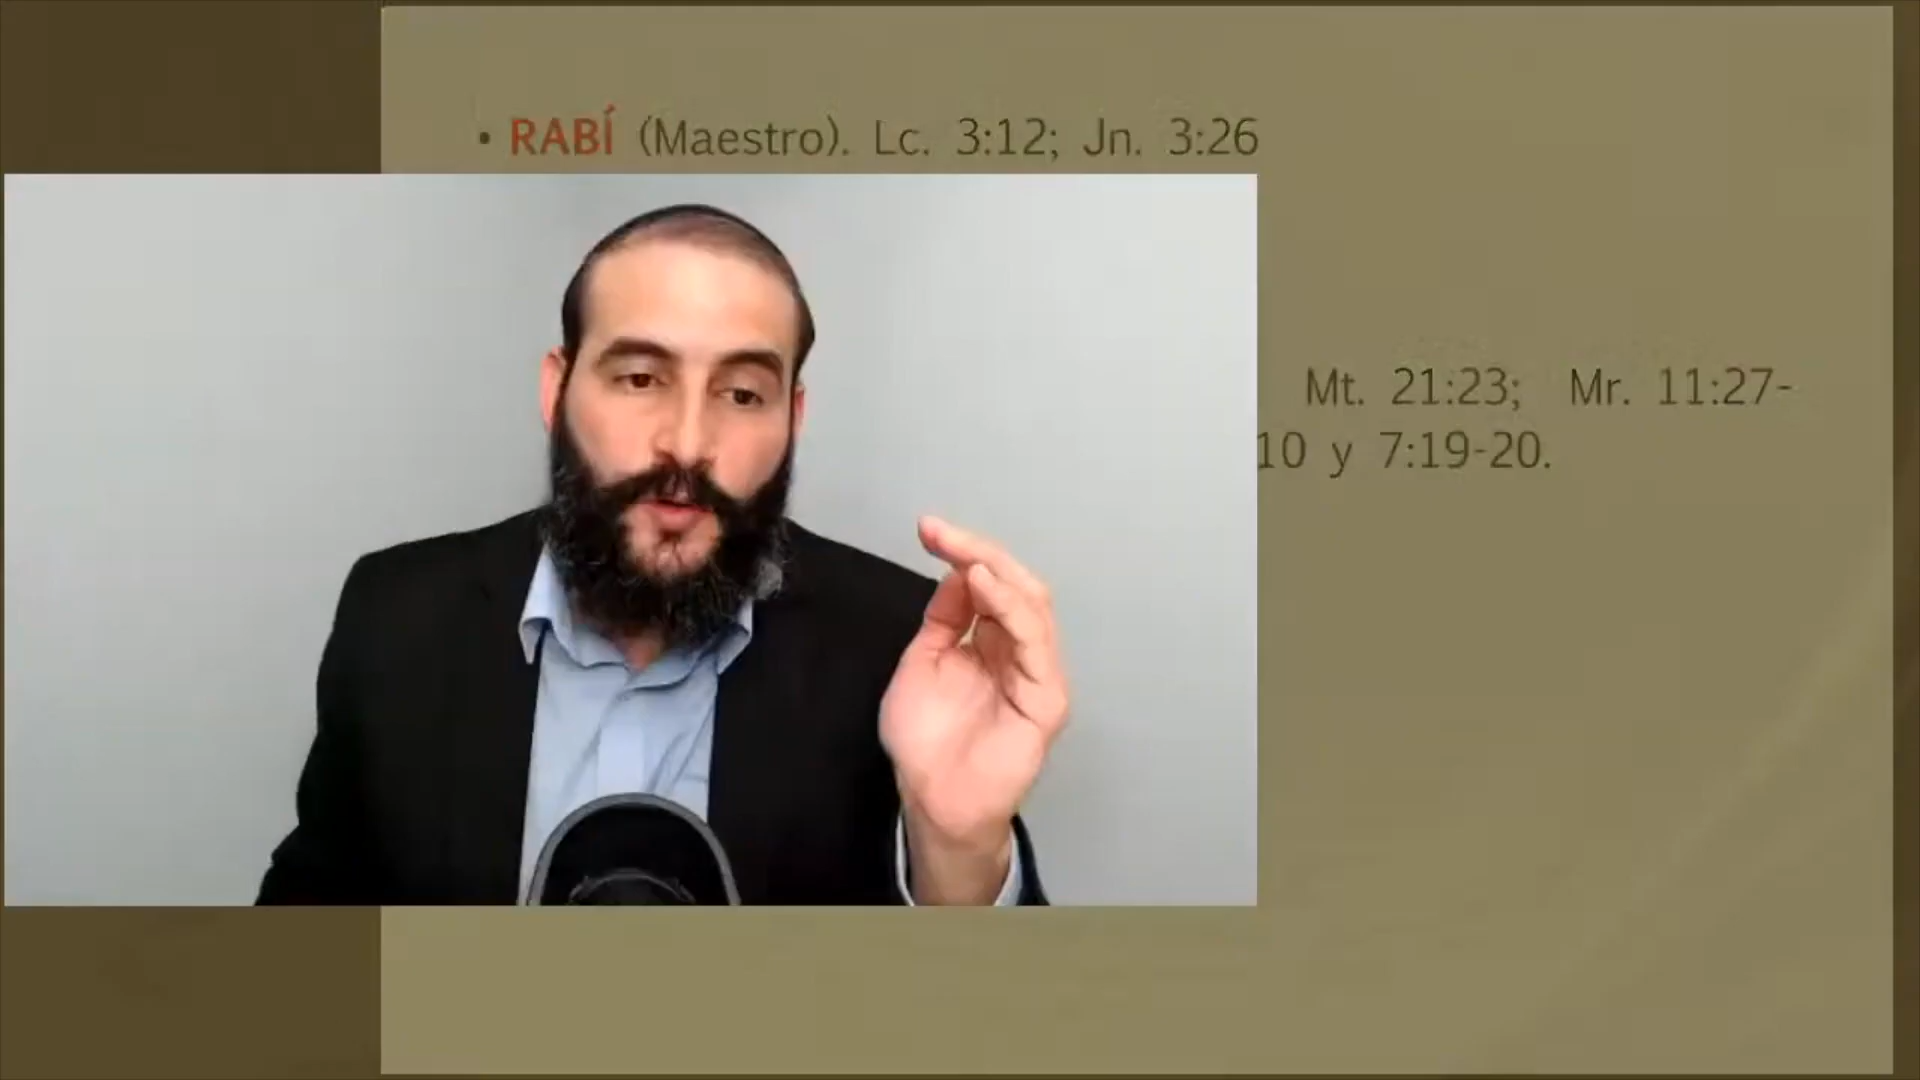 • RABÍ (Maestro). Lc. 3:12; Jn. 3:26
Mt. 21:23; Mr. 11:27-
10 y 7:19-20.